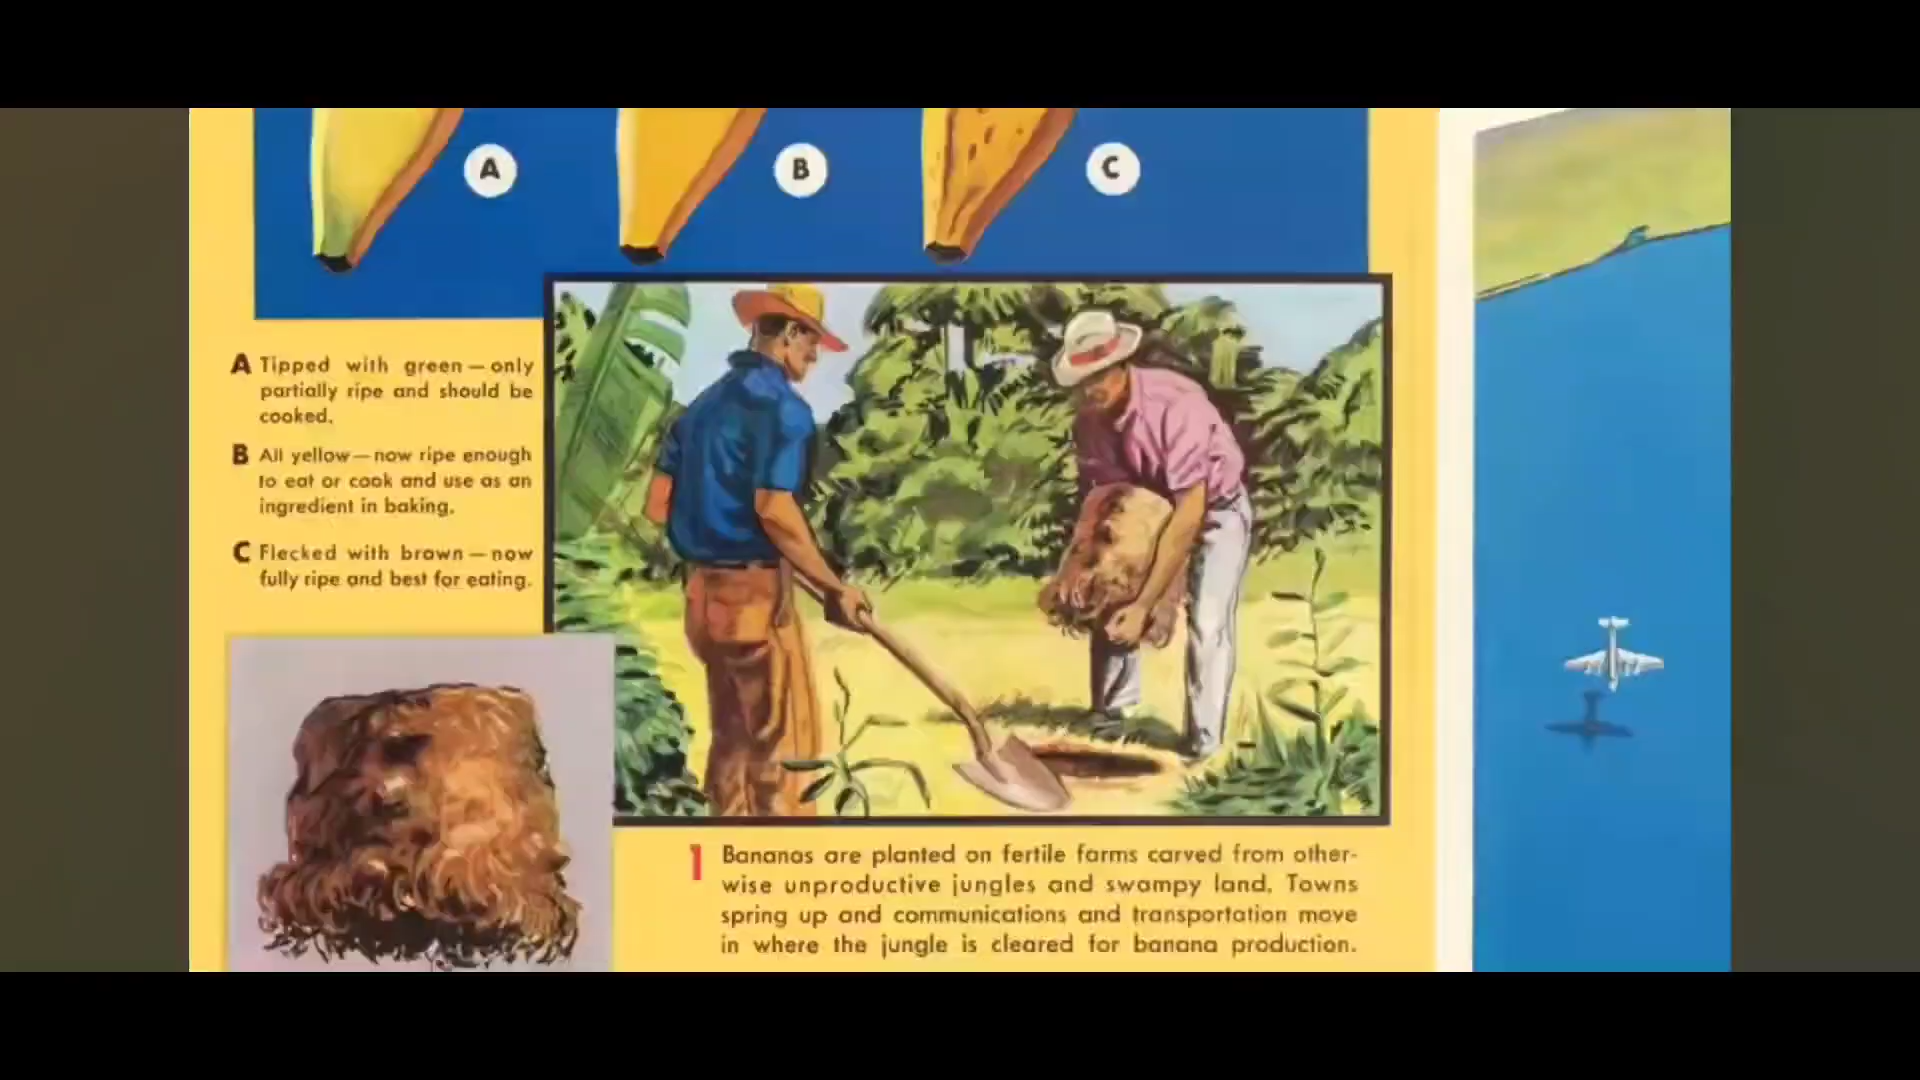 A
B
C
A Tipped with green — only
partially ripe and should be
cooked.
B All yellow — now ripe enough
to eat or cook and use as an
ingredient in baking.
C Flecked with brown — now
fully ripe and best for eating.
1 Bananas are planted on fertile farms carved from other-
wise unproductive jungles and swampy land. Towns
spring up and communications and transportation move
in where the jungle is cleared for banana production.